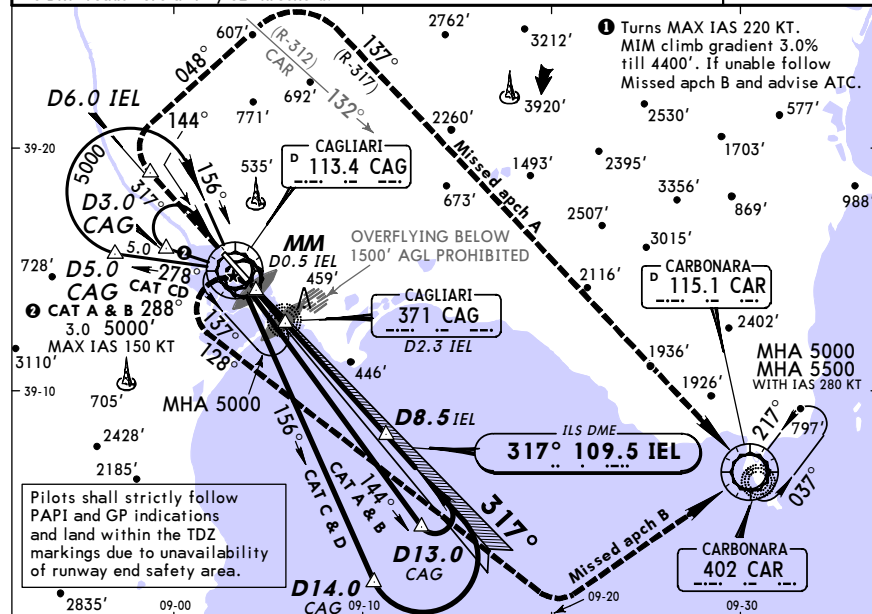 607'
2762'
3212'
❶ Turns MAX IAS 220 KT.
MIM climb gradient 3.0%
till 4400'. If unable follow
Missed apch B and advise ATC.
048°
(R-312)
CAR
132°
137°
(R-317)
D6.0 IEL
692'
771'
3920'
2530'
577'
144°
2260'
1703'
39-20
5000
156°
317°
535'
CAGLIARI
D 113.4 CAG
1493'
2395'
Missed apch A
673'
3356'
869'
988'
D3.0
CAG
2507'
3015'
5.0
❷
MM
D0.5 IEL
459'
OVERFLYING BELOW
1500' AGL PROHIBITED
728'
D5.0
CAG
278°
CAT CD
2116'
CARBONARA
D 115.1 CAR
❷ CAT A & B 288°
3.0 5000'
MAX IAS 150 KT
CAGLIARI
371 CAG
D2.3 IEL
2402'
137°
128°
3110'
446'
1936'
MHA 5000
MHA 5500
WITH IAS 280 KT
39-10
705'
MHA 5000
1926'
217°
797'
2428'
2185'
156°
D8.5 IEL
ILS DME
317° 109.5 IEL
CAT C & D
CAT A & B
144°
317°
037°
Pilots shall strictly follow
PAPI and GP indications
and land within the TDZ
markings due to unavailability
of runway end safety area.
D13.0
CAG
Missed apch B
CARBONARA
402 CAR
D14.0
CAG
2835'
09-00
09-10
09-20
09-30